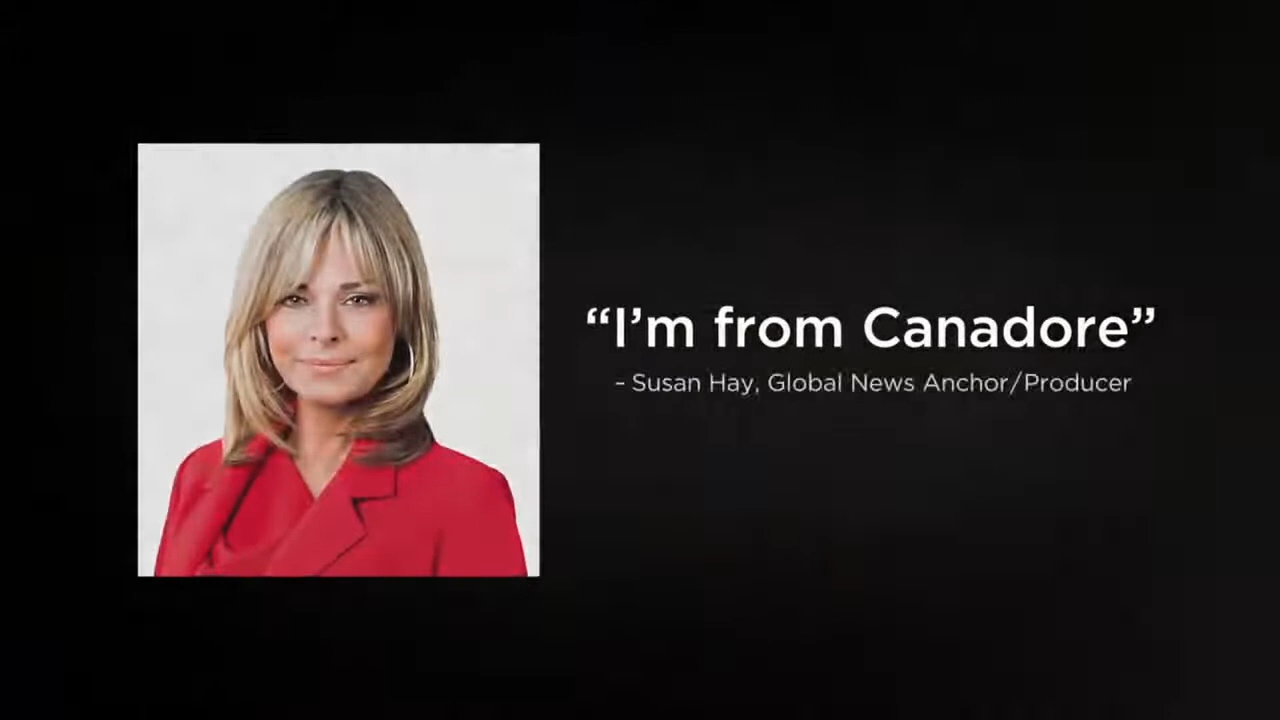 “I’m from Canadore”
– Susan Hay, Global News Anchor/Producer